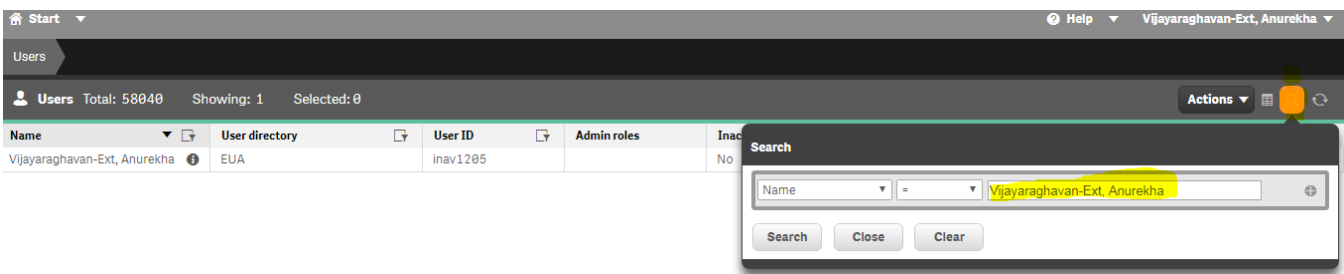 Start Help Vijayaraghavan-Ext, Anurekha
Users
Users Total: 58040 Showing: 1 Selected: 0 Actions
Name User directory User ID Admin roles Inac
Vijayaraghavan-Ext, Anurekha EUA inav1205 No
Search
Name = Vijayaraghavan-Ext, Anurekha
Search Close Clear